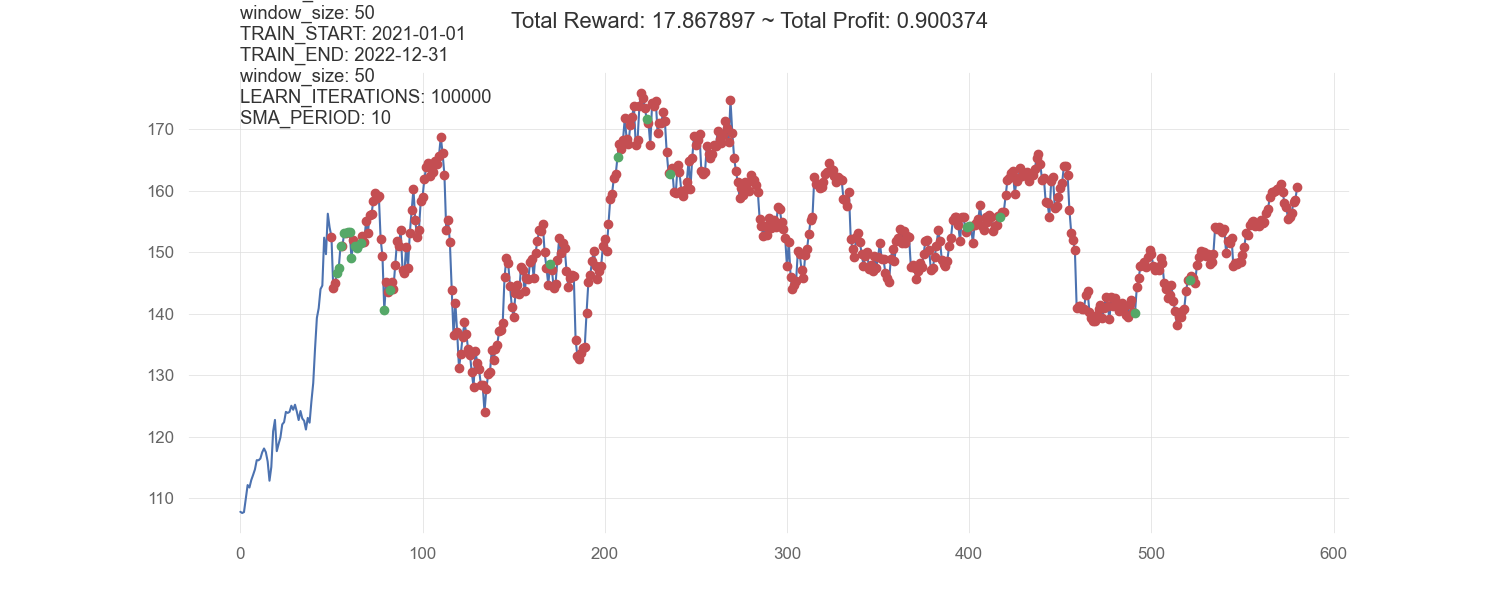 Total Reward: 17.867897 ~ Total Profit: 0.900374
window_size: 50
TRAIN_START: 2021-01-01
TRAIN_END: 2022-12-31
window_size: 50
LEARN_ITERATIONS: 100000
SMA_PERIOD: 10
170
160
150
140
130
120
110
0 100 200 300 400 500 600